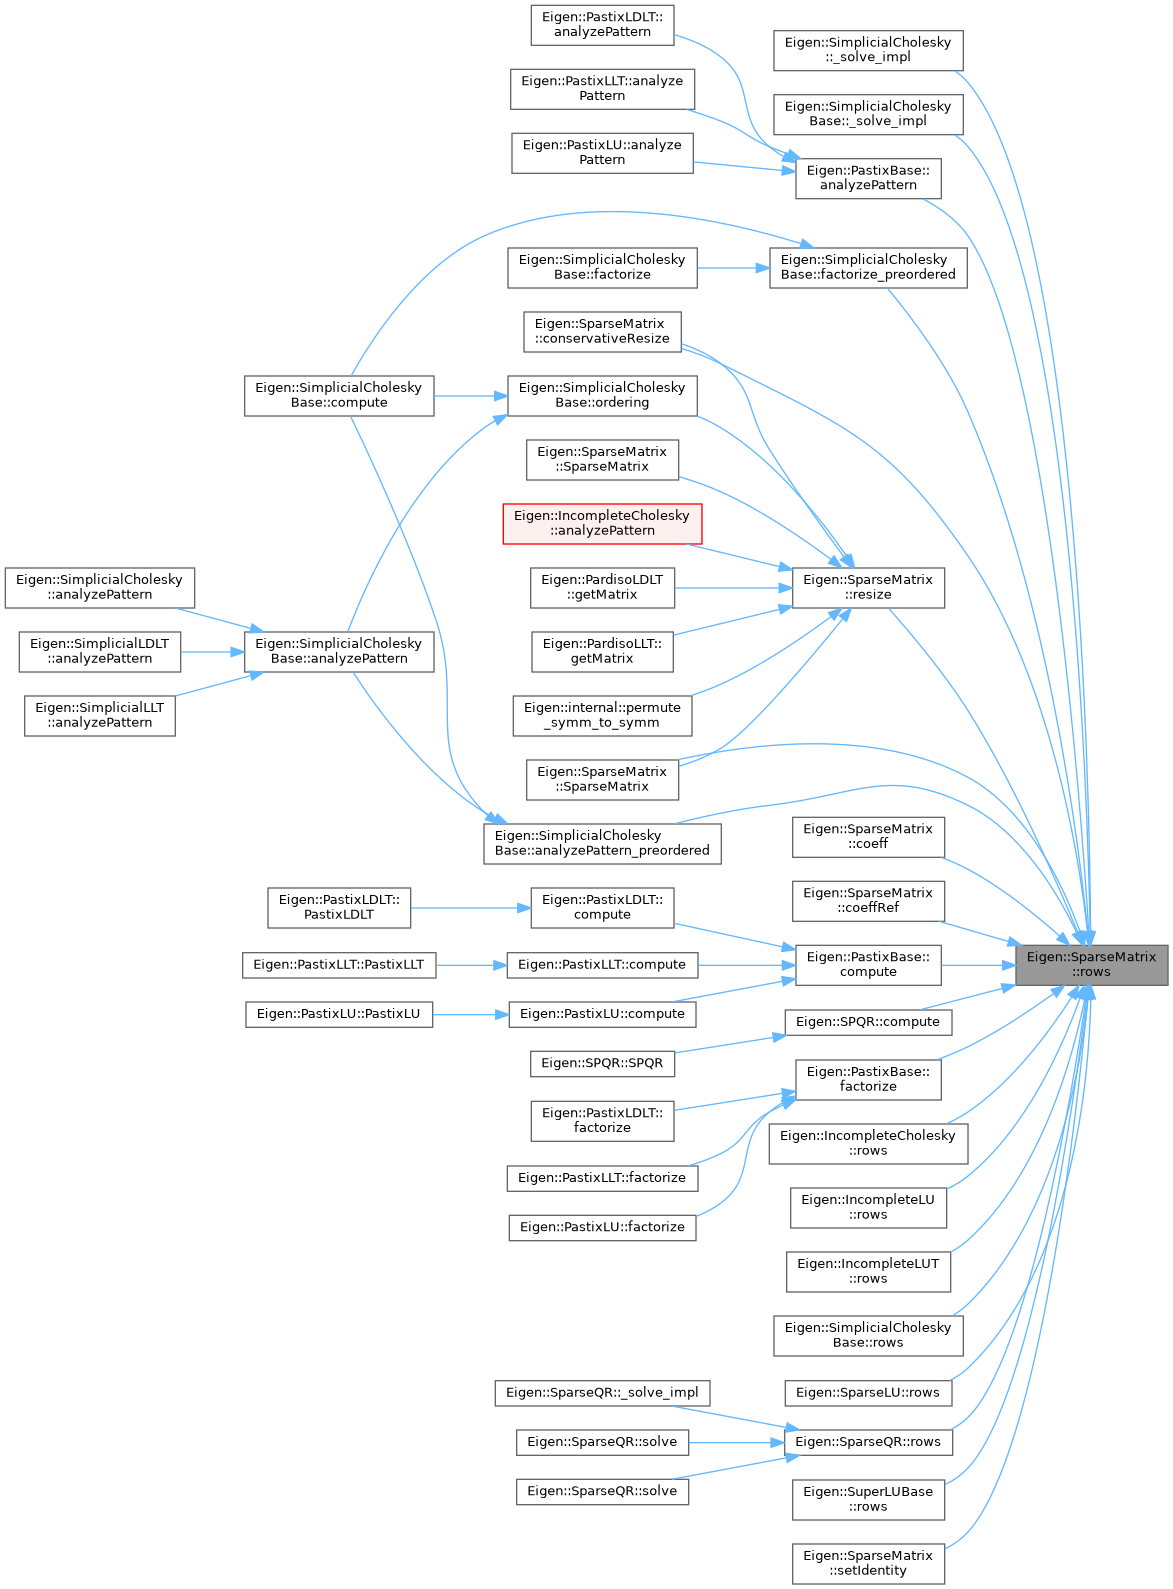 Eigen::PastixLDLT::
analyzePattern
Eigen::SimplicialCholesky
::_solve_impl
Eigen::PastixLLT::analyze
Pattern
Eigen::SimplicialCholesky
Base::_solve_impl
Eigen::PastixLU::analyze
Pattern
Eigen::PastixBase::
analyzePattern
Eigen::SimplicialCholesky
Base::factorize
Eigen::SimplicialCholesky
Base::factorize_preordered
Eigen::SparseMatrix
::conservativeResize
Eigen::SimplicialCholesky
Base::compute
Eigen::SimplicialCholesky
Base::ordering
Eigen::SparseMatrix
::SparseMatrix
Eigen::IncompleteCholesky
::analyzePattern
Eigen::SimplicialCholesky
::analyzePattern
Eigen::PardisoLDLT
::getMatrix
Eigen::SparseMatrix
::resize
Eigen::SimplicialLDLT
::analyzePattern
Eigen::SimplicialCholesky
Base::analyzePattern
Eigen::PardisoLLT::
getMatrix
Eigen::SimplicialLLT
::analyzePattern
Eigen::internal::permute
_symm_to_symm
Eigen::SparseMatrix
::SparseMatrix
Eigen::SimplicialCholesky
Base::analyzePattern_preordered
Eigen::SparseMatrix
::coeff
Eigen::PastixLDLT::
PastixLDLT
Eigen::PastixLDLT::
compute
Eigen::SparseMatrix
::coeffRef
Eigen::PastixLLT::PastixLLT
Eigen::PastixLLT::compute
Eigen::PastixBase::
compute
Eigen::SparseMatrix
::rows
Eigen::PastixLU::PastixLU
Eigen::PastixLU::compute
Eigen::SPQR::compute
Eigen::SPQR::SPQR
Eigen::PastixBase::
factorize
Eigen::PastixLDLT::
factorize
Eigen::IncompleteCholesky
::rows
Eigen::PastixLLT::factorize
Eigen::IncompleteLU
::rows
Eigen::PastixLU::factorize
Eigen::IncompleteLUT
::rows
Eigen::SimplicialCholesky
Base::rows
Eigen::SparseQR::_solve_impl
Eigen::SparseLU::rows
Eigen::SparseQR::solve
Eigen::SparseQR::rows
Eigen::SparseQR::solve
Eigen::SuperLUBase
::rows
Eigen::SparseMatrix
::setIdentity